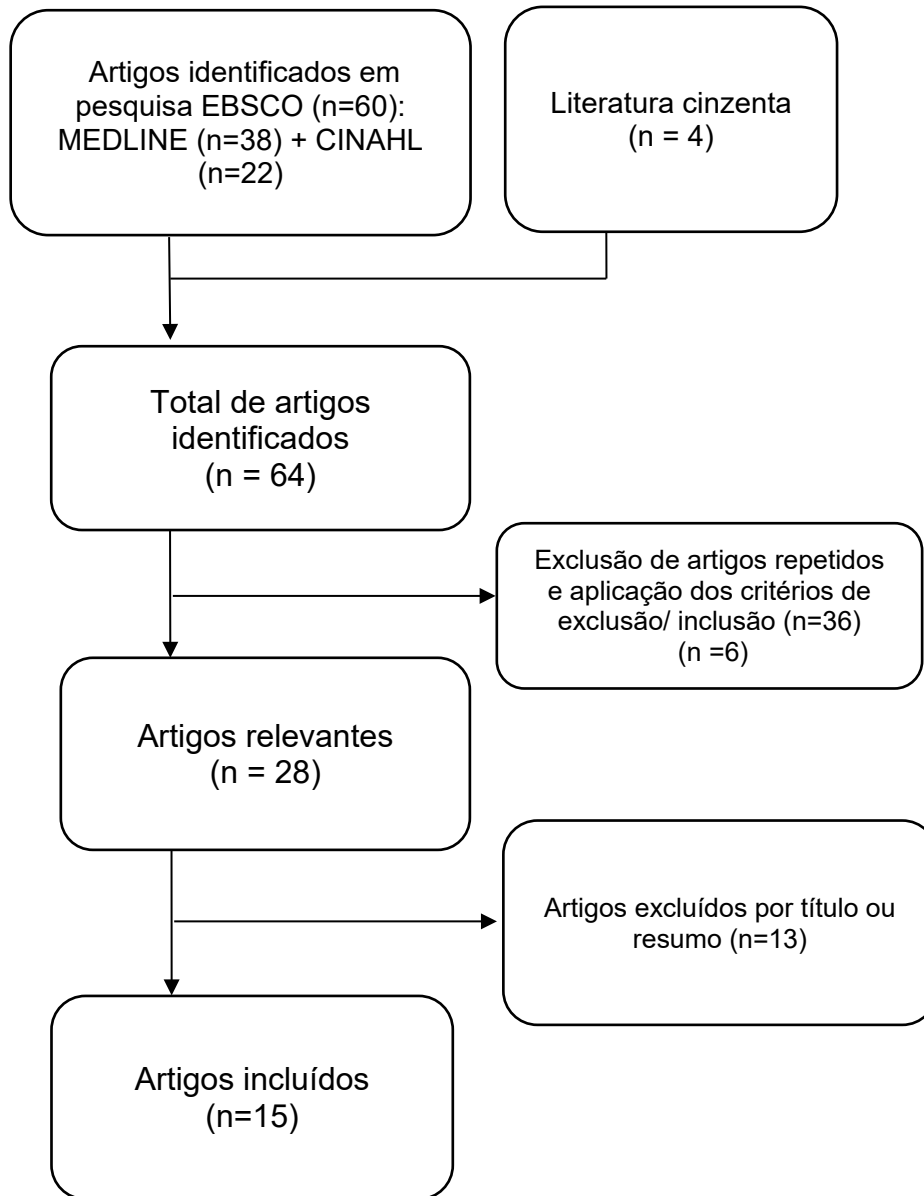 Artigos identificados em
pesquisa EBSCO (n=60):
MEDLINE (n=38) + CINAHL
(n=22)
Literatura cinzenta
(n = 4)
Total de artigos
identificados
(n = 64)
Exclusão de artigos repetidos
e aplicação dos critérios de
exclusão/ inclusão (n=36)
(n =6)
Artigos relevantes
(n = 28)
Artigos excluídos por título ou
resumo (n=13)
Artigos incluídos
(n=15)